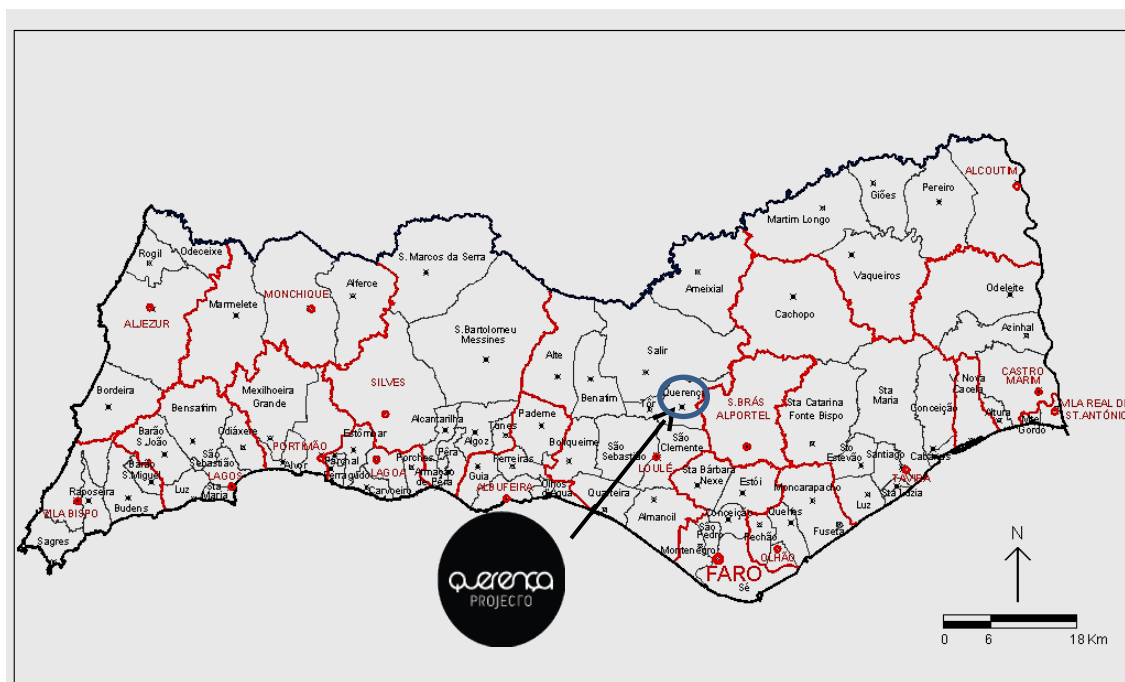 ALCOUTIM
Giões
Pereiro
Martim Longo
Rogil
Odeceixe
S. Marcos da Serra
Ameixial
Vaqueiros
Alferce
MONCHIQUE
Marmelete
ALJEZUR
Cachopo
Odeleite
Azinhal
S.Bartolomeu
Messines
Alte
Salir
Benafim
SILVES
Bordeira
Mexilhoeira
Grande
Bensafrim
Querença
Tôr
S.BRÁS
ALPORTEL
Sta Catarina
Fonte Bispo
Sta
Maria
Conceição
Nova
Cacela
CASTRO
MARIM
VILA REAL DE
ST.ANTÓNIO
Altura
Mte
Gordo
Alcantarilha
Paderne
Tunes
Algoz
Pêra
Boliqueime
São
Sebastião
São
Clemente
LOULÉ
Barão
S.João
Odiáxere
PORTIMÃO
Estômbar
Parchal
Ferragudo
LAGOA
Porches
Armação
de Pêra
Guia
Ferreiras
Alvor
Carvoeiro
São
Sebastião
LAGOS
Sta
Maria
Luz
Barão
S.Miguel
Budens
Raposeira
VILA BISPO
Sagres
ALBUFEIRA
Olhos
d'Água
Quarteira
Almancil
Sta Bárbara
Nexe
Estói
Moncarapacho
Sto
Estevão
Santiago
Cabanas
TAVIRA
Sta Luzia
Luz
Fuseta
Conceição
São
Pedro
Quelfes
Pechão
Montenegro
OLHÃO
FARO
Sé
querença
PROJECTO
N
0 6 18 Km